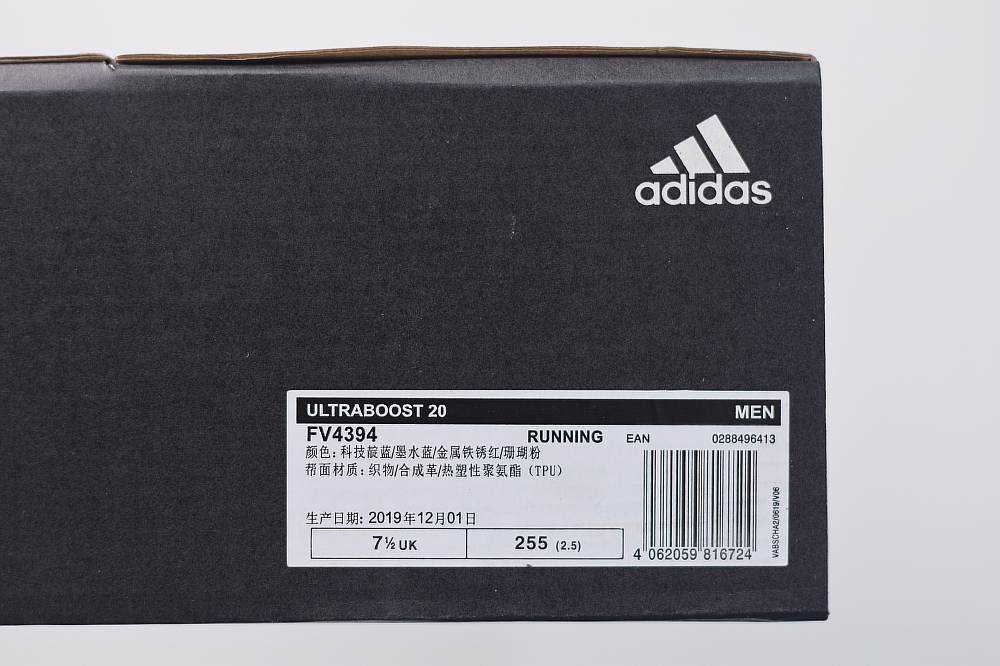 adidas
ULTRABOOST 20 MEN
FV4394 RUNNING EAN 0288496413
颜色: 科技靛蓝/墨水蓝/金属铁锈红/珊瑚粉
帮面材质: 织物/合成革/热塑性聚氨酯（TPU）
生产日期: 2019年12月01日
7½ UK 255 (2.5)
4 062059 816724
VABSCHA2/0619/V06